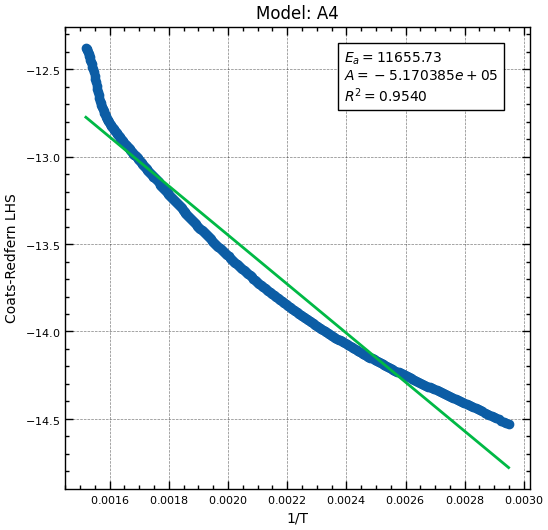 Model: A4
E_a = 11655.73
A = −5.170385e + 05
R^2 = 0.9540
Coats-Redfern LHS
−12.5
−13.0
−13.5
−14.0
−14.5
0.0016 0.0018 0.0020 0.0022 0.0024 0.0026 0.0028 0.0030
1/T